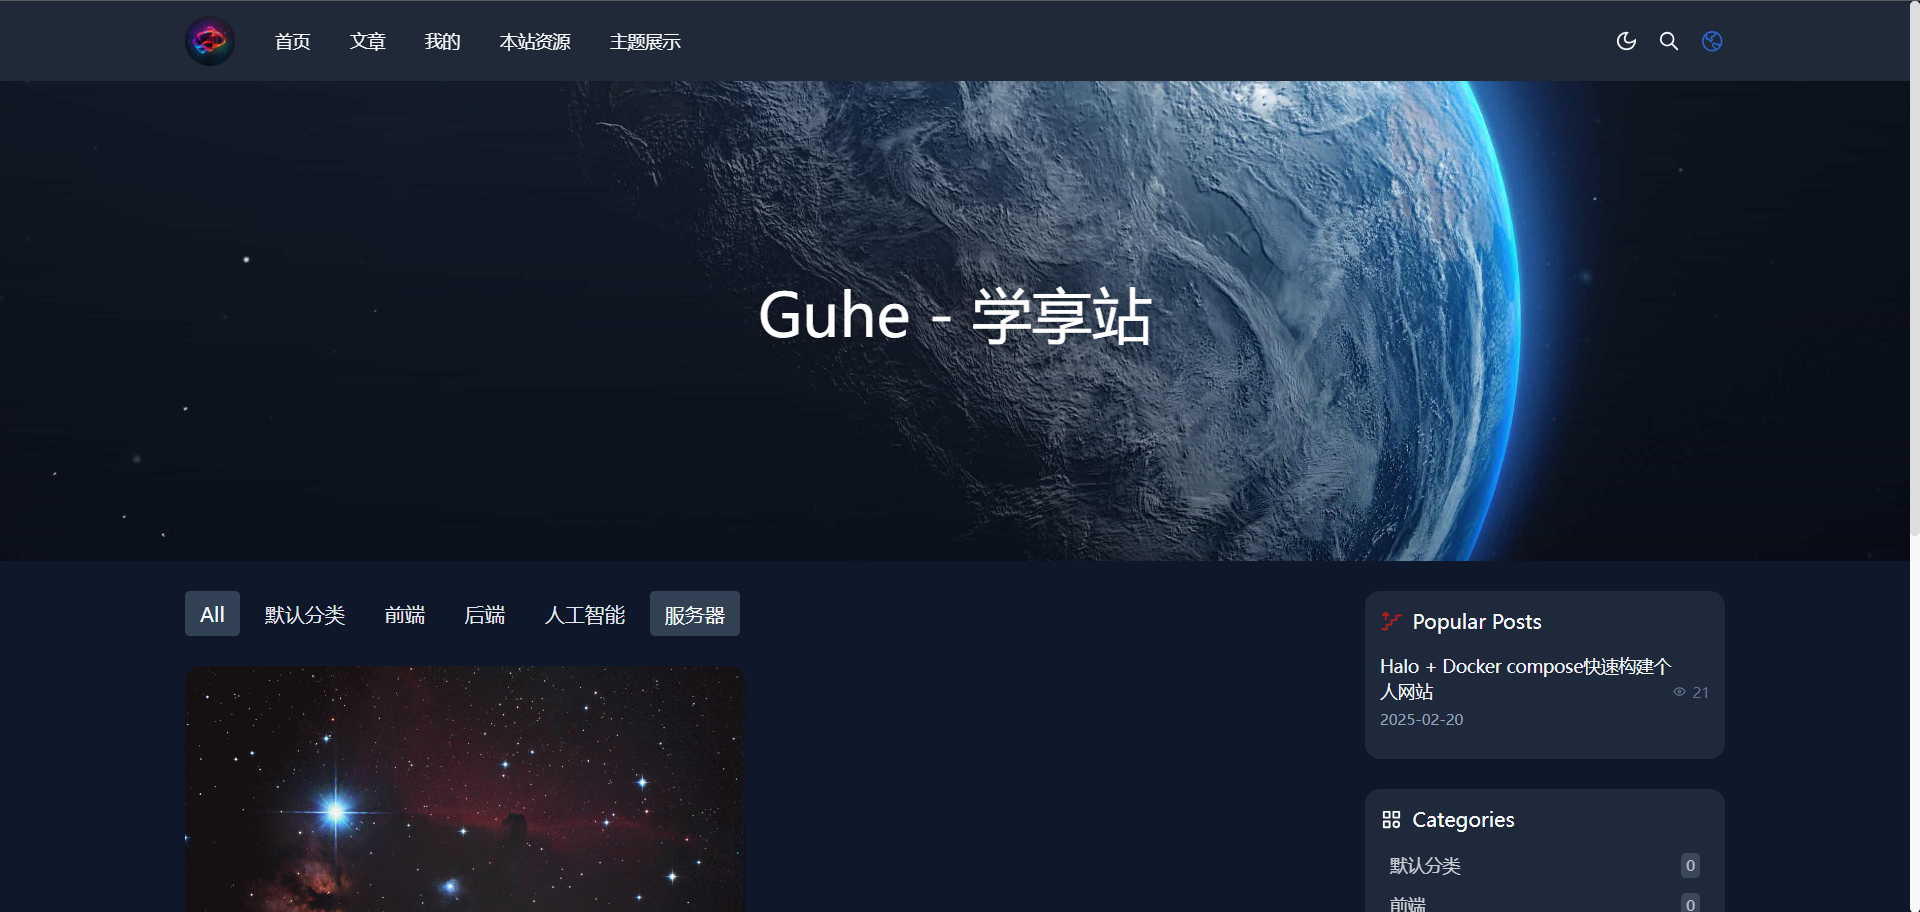 首页 文章 我的 本站资源 主题展示
Guhe - 学享站
All 默认分类 前端 后端 人工智能 服务器
Popular Posts
Halo + Docker compose快速构建个
人网站
21
2025-02-20
Categories
默认分类 0
前端 0